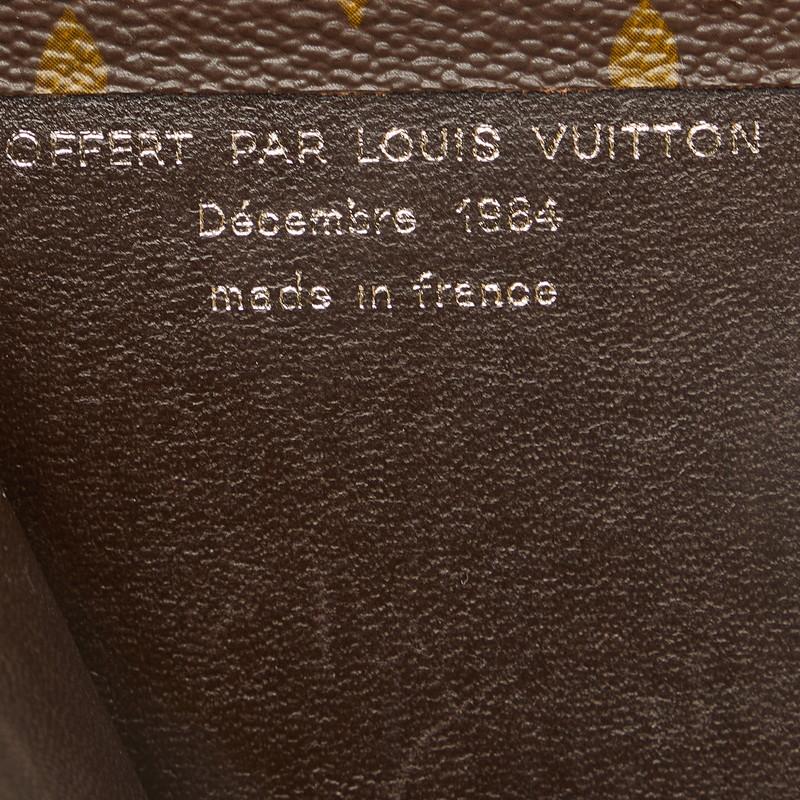 OFFERT PAR LOUIS VUITTON
Décembre 1984
made in france